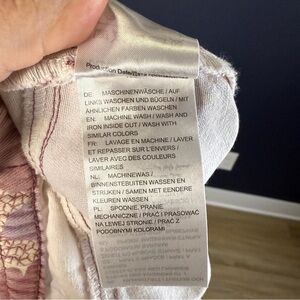 Production Date/Date
DE: MASCHINENWÄSCHE / AUF
LINKS WASCHEN UND BÜGELN / MIT
ÄHNLICHEN FARBEN WASCHEN
EN: MACHINE WASH / WASH AND
IRON INSIDE OUT / WASH WITH
SIMILAR COLORS
FR: LAVAGE EN MACHINE / LAVER
ET REPASSER SUR L'ENVERS /
LAVER AVEC DES COULEURS
SIMILAIRES
NL: MACHINEWAS /
BINNENSTEBUITEN WASSEN EN
STRIJKEN / SAMEN MET EENDERE
KLEUREN WASSEN
PL: SPODNIE, PRANIE
MECHANICZNE / PRAĆ I PRASOWAĆ
NA LEWEJ STRONIE / PRAĆ Z
PODOBNYMI KOLORAMI